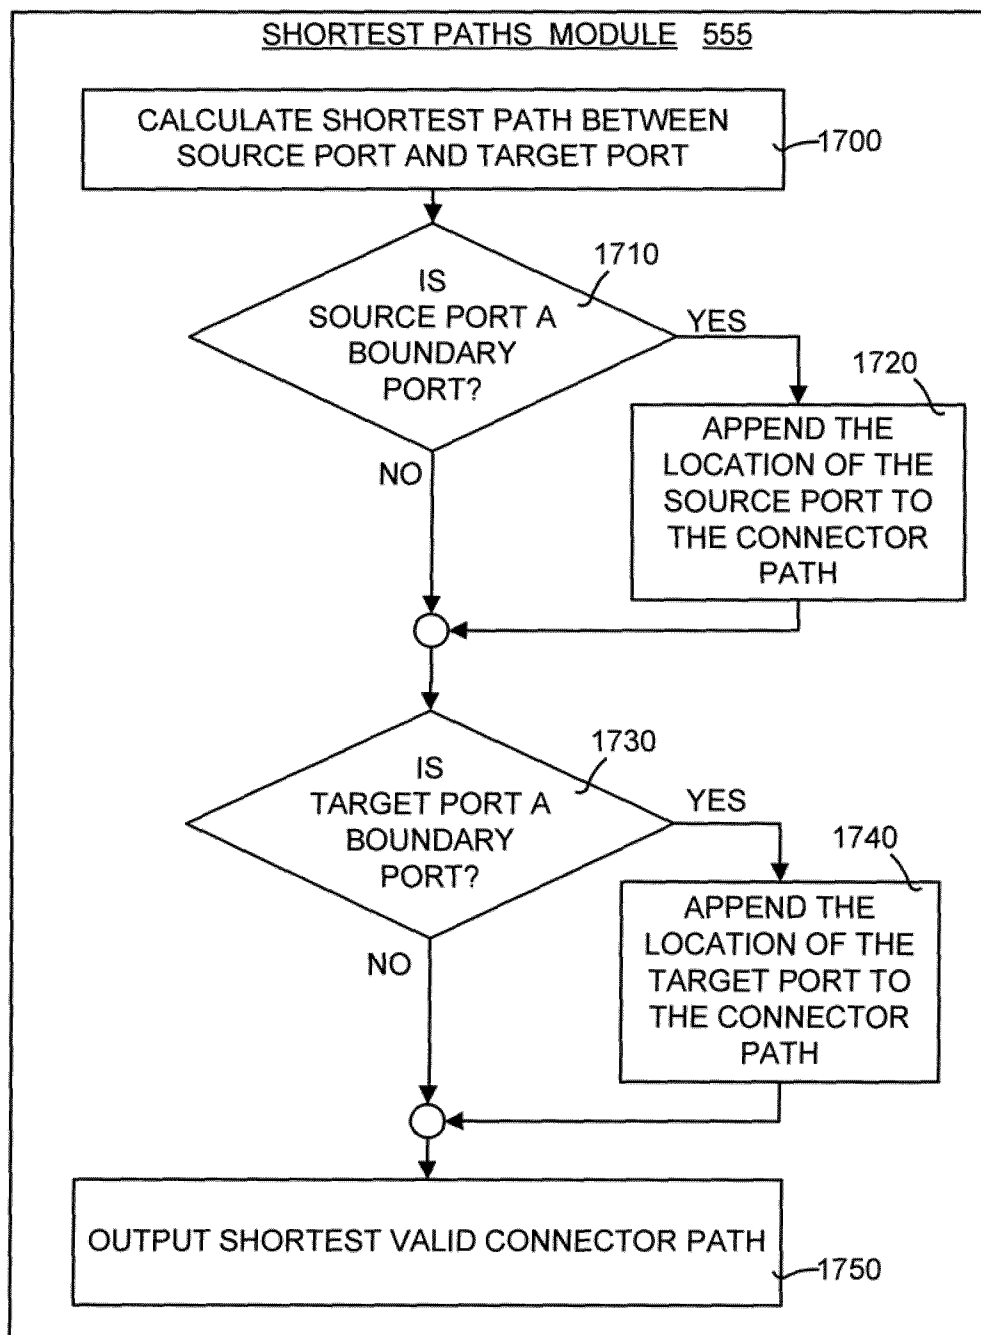 SHORTEST PATHS MODULE 555
CALCULATE SHORTEST PATH BETWEEN
SOURCE PORT AND TARGET PORT
1700
IS
SOURCE PORT A
BOUNDARY
PORT?
1710
YES
NO
1720
APPEND THE
LOCATION OF THE
SOURCE PORT TO
THE CONNECTOR
PATH
IS
TARGET PORT A
BOUNDARY
PORT?
1730
YES
NO
1740
APPEND THE
LOCATION OF THE
TARGET PORT TO
THE CONNECTOR
PATH
OUTPUT SHORTEST VALID CONNECTOR PATH
1750